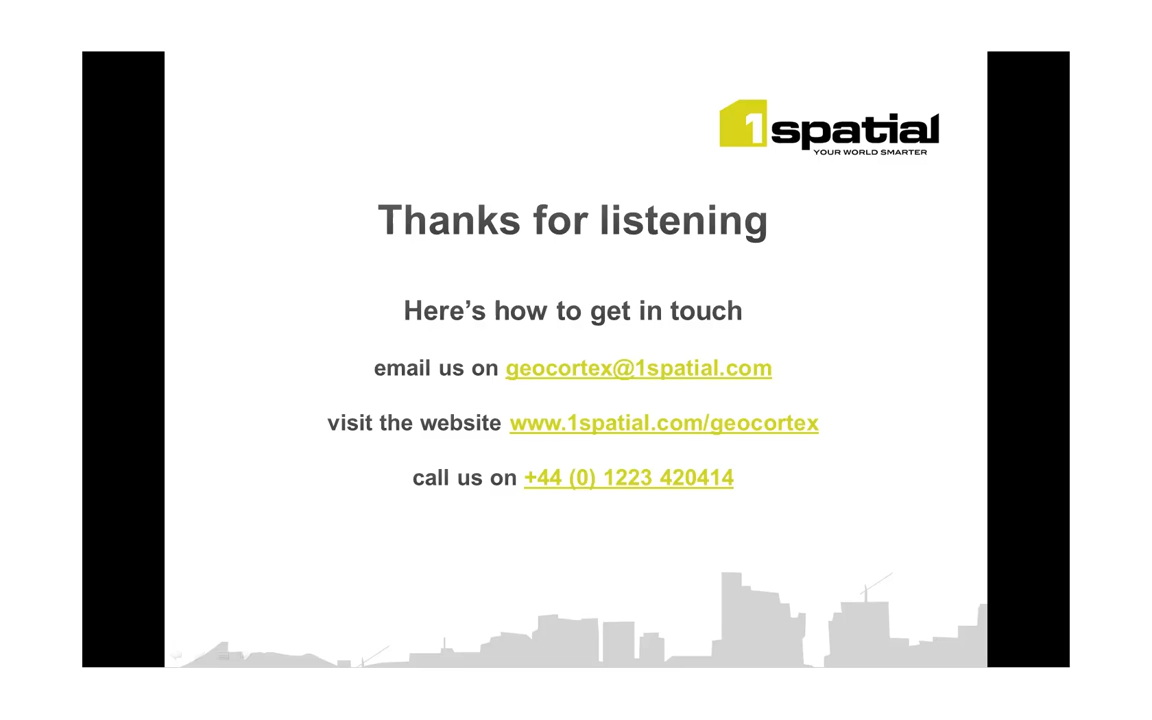 1spatial
YOUR WORLD SMARTER
Thanks for listening
Here’s how to get in touch
email us on geocortex@1spatial.com
visit the website www.1spatial.com/geocortex
call us on +44 (0) 1223 420414